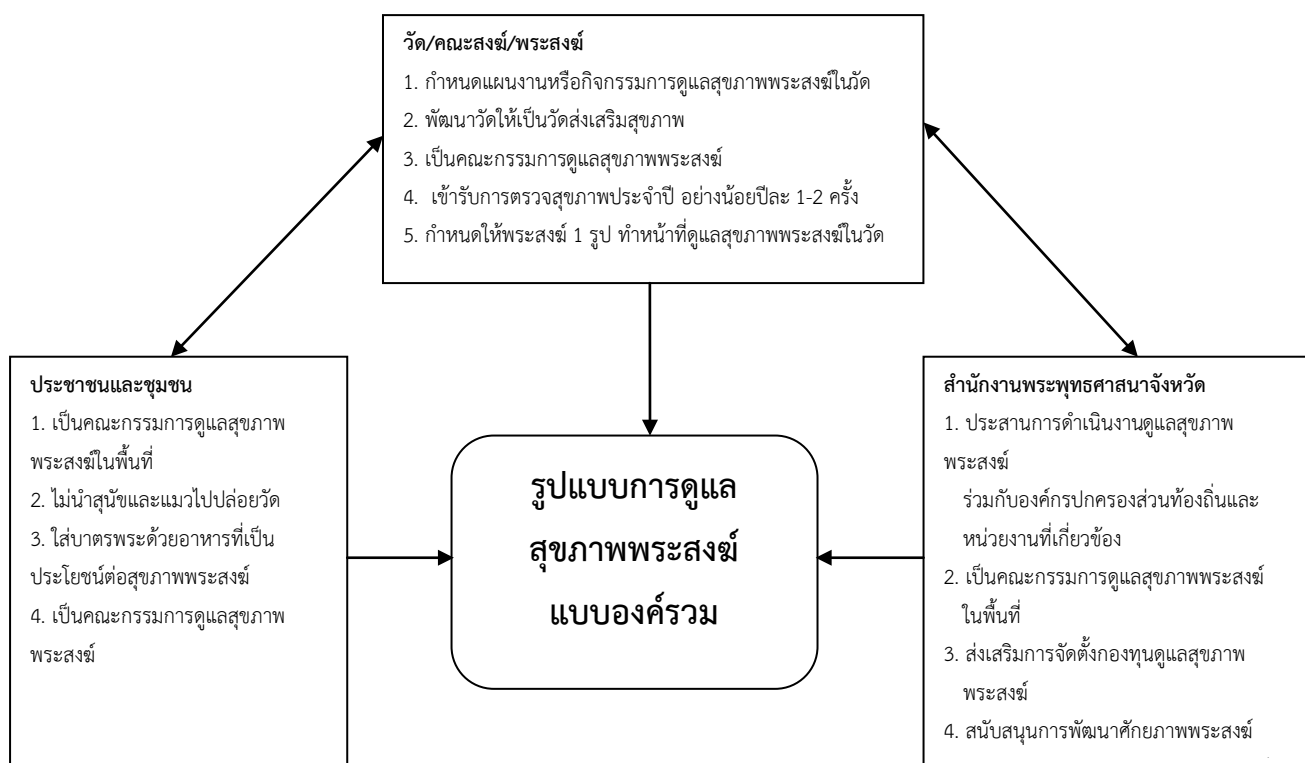 วัด/คณะสงฆ์/พระสงฆ์
1. กำหนดแผนงานหรือกิจกรรมการดูแลสุขภาพพระสงฆ์ในวัด
2. พัฒนาวัดให้เป็นวัดส่งเสริมสุขภาพ
3. เป็นคณะกรรมการดูแลสุขภาพพระสงฆ์
4. เข้ารับการตรวจสุขภาพประจำปี อย่างน้อยปีละ 1-2 ครั้ง
5. กำหนดให้พระสงฆ์ 1 รูป ทำหน้าที่ดูแลสุขภาพพระสงฆ์ในวัด
ประชาชนและชุมชน
1. เป็นคณะกรรมการดูแลสุขภาพ
พระสงฆ์ในพื้นที่
2. ไม่นำสุนัขและแมวไปปล่อยวัด
3. ใส่บาตรพระด้วยอาหารที่เป็น
ประโยชน์ต่อสุขภาพพระสงฆ์
4. เป็นคณะกรรมการดูแลสุขภาพ
พระสงฆ์
รูปแบบการดูแล
สุขภาพพระสงฆ์
แบบองค์รวม
สำนักงานพระพุทธศาสนาจังหวัด
1. ประสานการดำเนินงานดูแลสุขภาพ
พระสงฆ์
ร่วมกับองค์กรปกครองส่วนท้องถิ่นและ
หน่วยงานที่เกี่ยวข้อง
2. เป็นคณะกรรมการดูแลสุขภาพพระสงฆ์
ในพื้นที่
3. ส่งเสริมการจัดตั้งกองทุนดูแลสุขภาพ
พระสงฆ์
4. สนับสนุนการพัฒนาศักยภาพพระสงฆ์